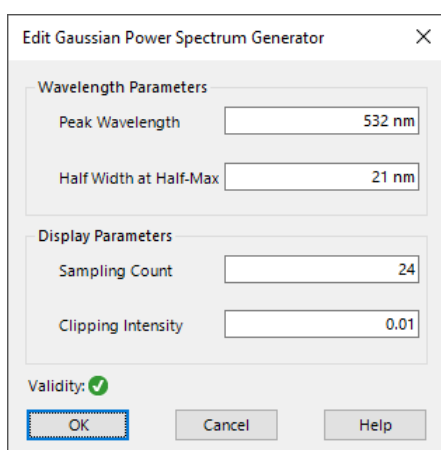 Edit Gaussian Power Spectrum Generator
Wavelength Parameters
Peak Wavelength 532 nm
Half Width at Half-Max 21 nm
Display Parameters
Sampling Count 24
Clipping Intensity 0.01
Validity:
OK Cancel Help